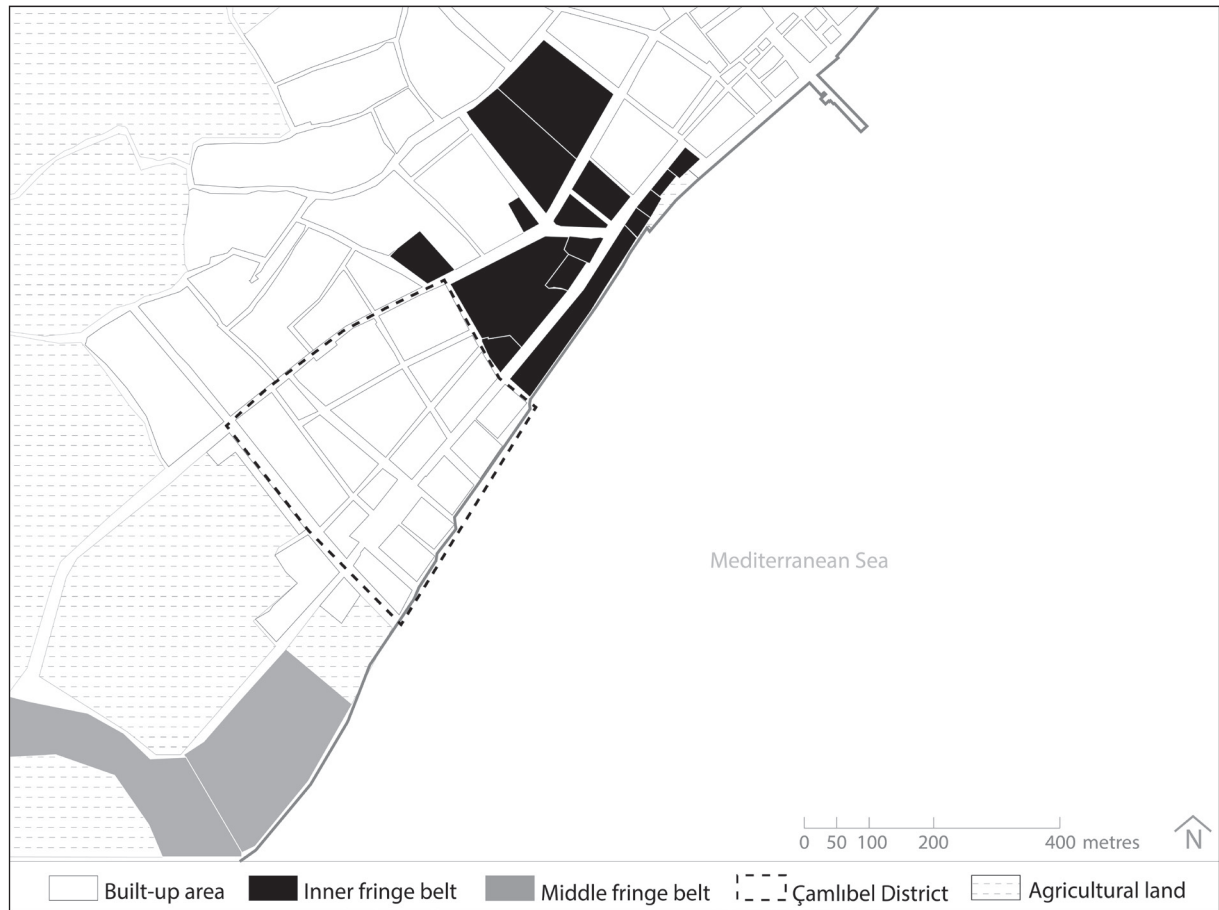 Mediterranean Sea
N
0 50 100 200 400 metres
Built-up area Inner fringe belt Middle fringe belt Çamlıbel District Agricultural land